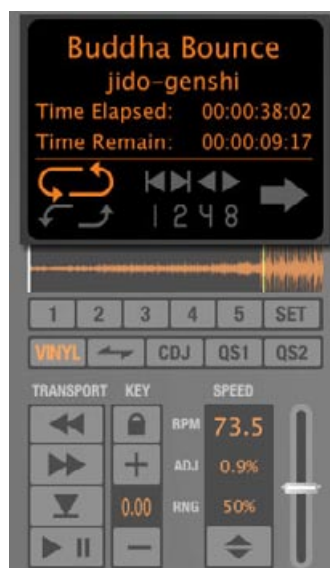 Buddha Bounce
jido-genshi
Time Elapsed: 00:00:38:02
Time Remain: 00:00:09:17
1 2 4 8
1 2 3 4 5 SET
VINYL CDJ QS1 QS2
TRANSPORT KEY SPEED
RPM 73.5
+ ADJ 0.9%
0.00 RNG 50%
−